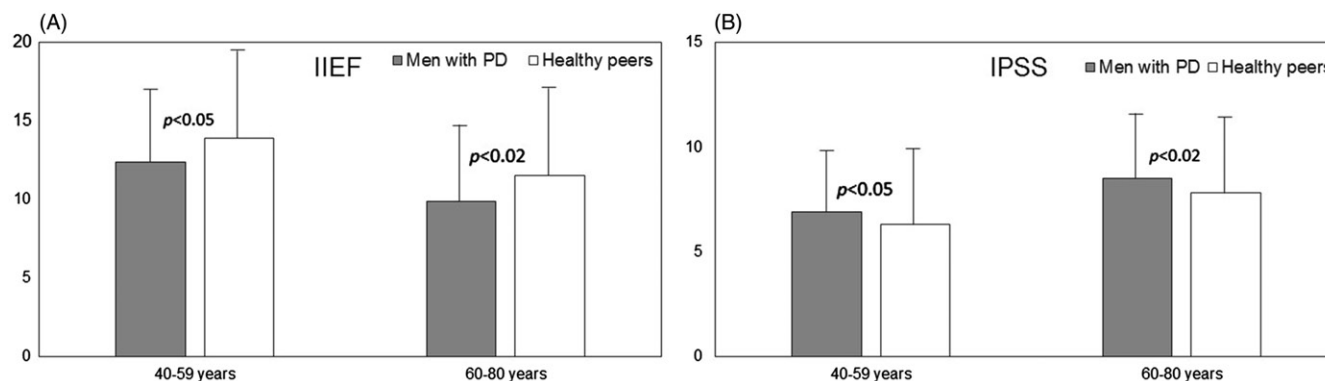 (A)
IIEF
Men with PD
Healthy peers
20
15
10
5
0
p<0.05
p<0.02
40-59 years
60-80 years
(B)
IPSS
Men with PD
Healthy peers
15
10
5
0
p<0.05
p<0.02
40-59 years
60-80 years